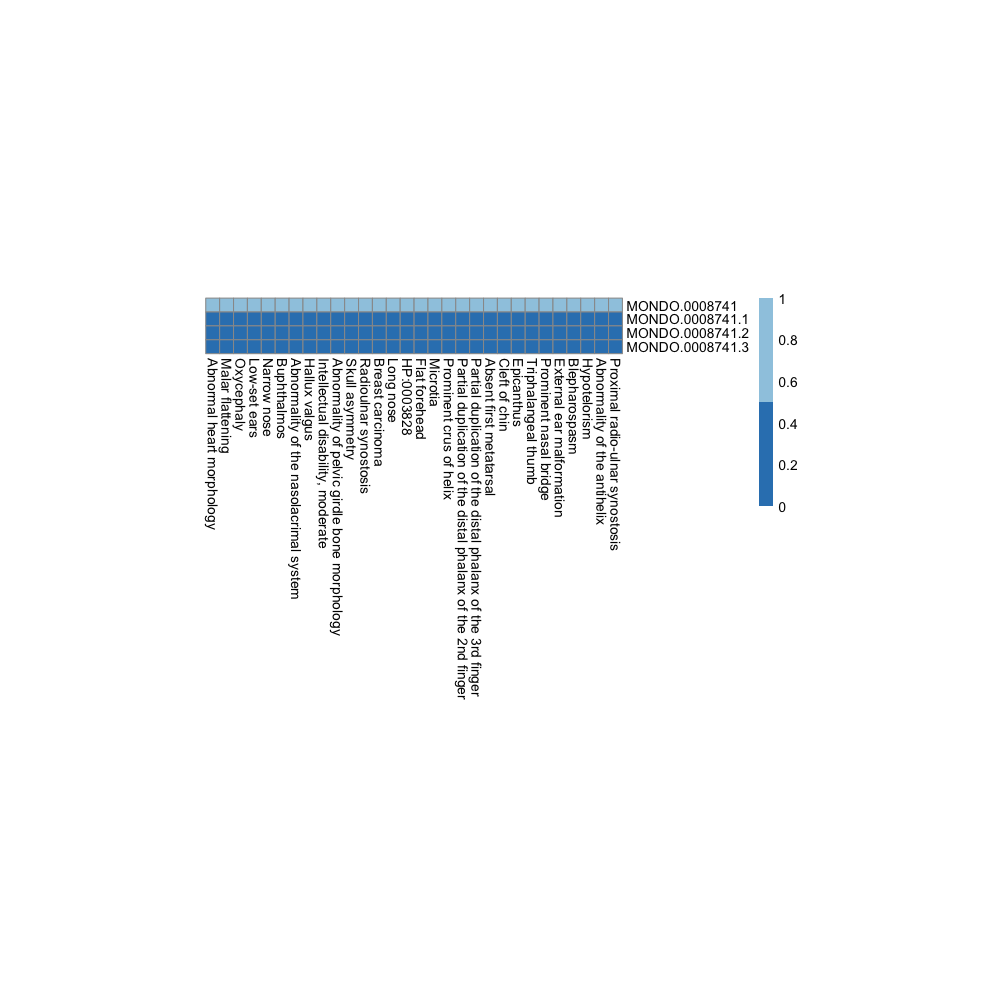 MONDO.0008741
MONDO.0008741.1
MONDO.0008741.2
MONDO.0008741.3
1
0.8
0.6
0.4
0.2
0
Abnormal heart morphology
Malar flattening
Oxycephaly
Low-set ears
Narrow nose
Buphthalmos
Abnormality of the nasolacrimal system
Hallux valgus
Intellectual disability, moderate
Abnormality of pelvic girdle bone morphology
Skull asymmetry
Radioulnar synostosis
Breast carcinoma
Long nose
HP:0003828
Flat forehead
Microtia
Prominent crus of helix
Partial duplication of the distal phalanx of the 2nd finger
Partial duplication of the distal phalanx of the 3rd finger
Absent first metatarsal
Cleft of chin
Epicanthus
Triphalangeal thumb
Prominent nasal bridge
External ear malformation
Blepharospasm
Hypotelorism
Abnormality of the antihelix
Proximal radio-ulnar synostosis